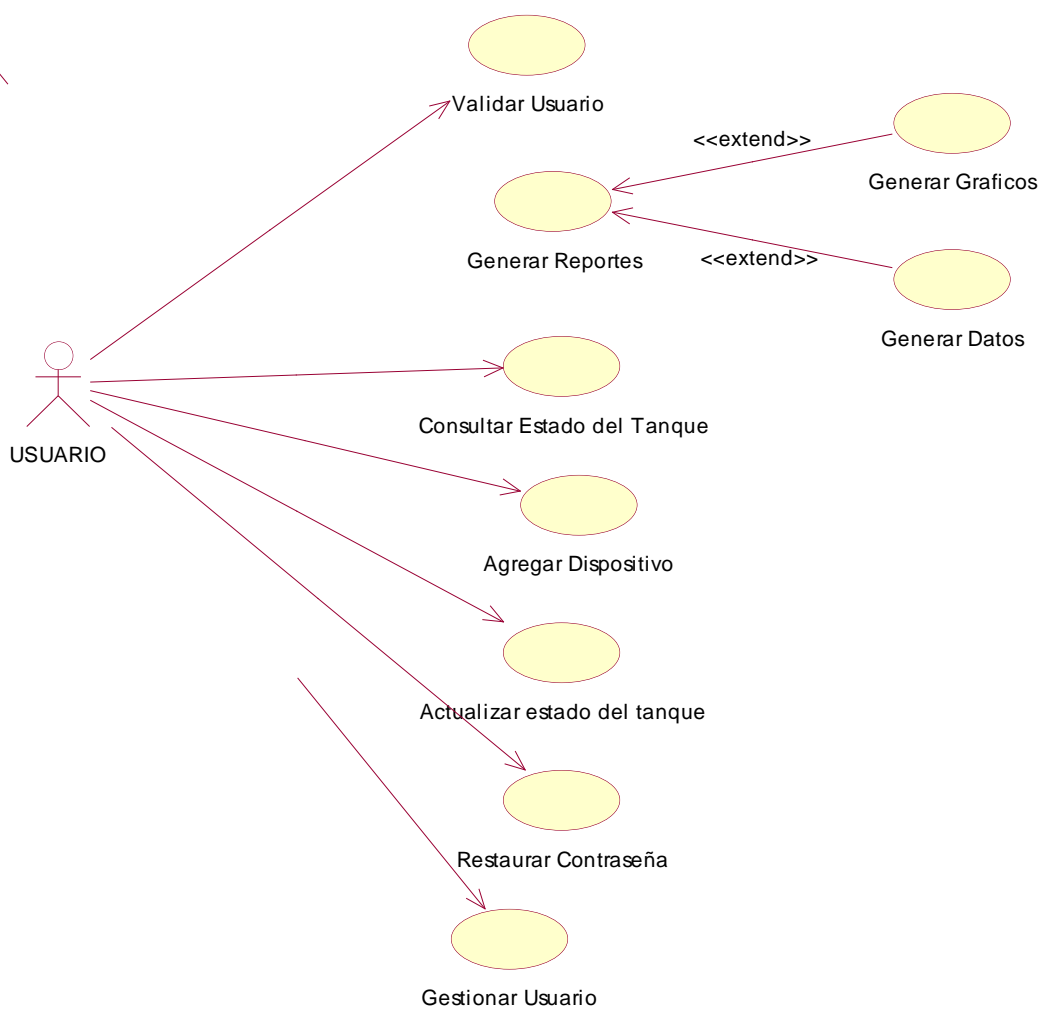 Validar Usuario
<<extend>>
Generar Graficos
Generar Reportes
<<extend>>
Generar Datos
Consultar Estado del Tanque
USUARIO
Agregar Dispositivo
Actualizar estado del tanque
Restaurar Contraseña
Gestionar Usuario